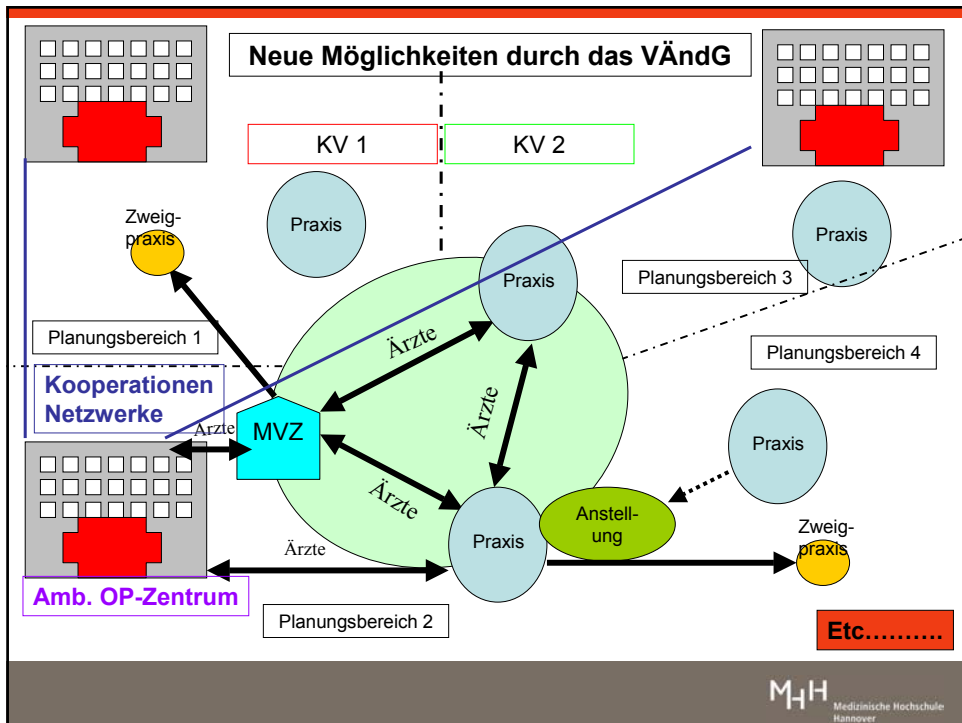 Neue Möglichkeiten durch das VÄndG
KV 1
KV 2
Zweig-
praxis
Praxis
Praxis
Praxis
Planungsbereich 3
Planungsbereich 1
Ärzte
Planungsbereich 4
Kooperationen
Netzwerke
Ärzte
MVZ
Ärzte
Praxis
Ärzte
Anstell-
ung
Praxis
Zweig-
praxis
Ärzte
Amb. OP-Zentrum
Planungsbereich 2
Etc..........
MHH Medizinische Hochschule
Hannover